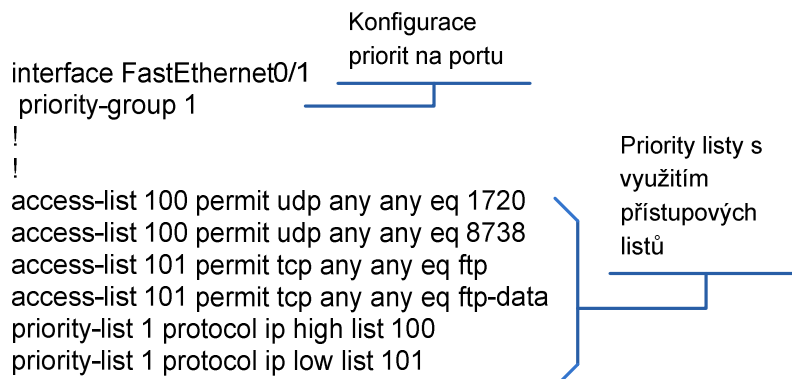 Konfigurace
priorit na portu
interface FastEthernet0/1
priority-group 1
!
!
access-list 100 permit udp any any eq 1720
access-list 100 permit udp any any eq 8738
access-list 101 permit tcp any any eq ftp
access-list 101 permit tcp any any eq ftp-data
priority-list 1 protocol ip high list 100
priority-list 1 protocol ip low list 101
Priority listy s
využitím
přístupových
listů